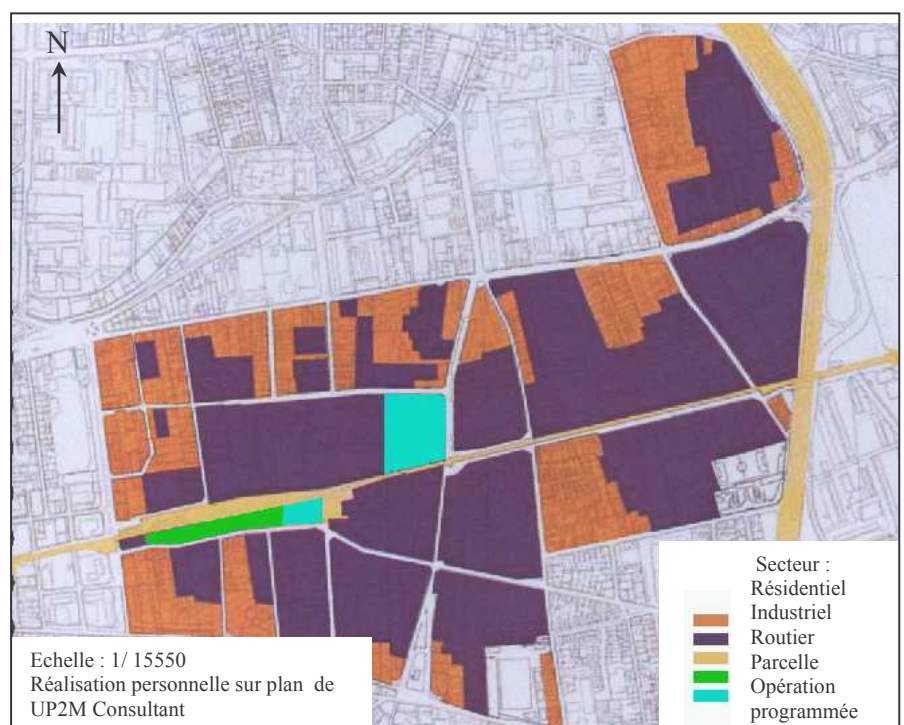 N
Echelle : 1/ 15550
Réalisation personnelle sur plan de
UP2M Consultant
Secteur :
Résidentiel
Industriel
Routier
Parcelle
Opération
programmée